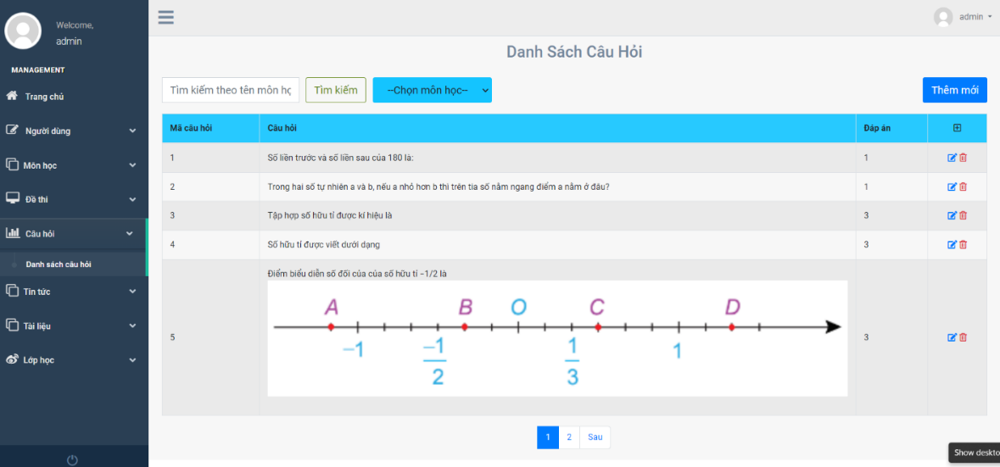 Welcome,
admin
admin
MANAGEMENT
Trang chủ
Người dùng
Môn học
Đề thi
Câu hỏi
Danh sách câu hỏi
Tin tức
Tài liệu
Lớp học
Danh Sách Câu Hỏi
Tìm kiếm theo tên môn họ
Tìm kiếm
--Chọn môn học--
Thêm mới
Mã câu hỏi Câu hỏi Đáp án
1 Số liền trước và số liền sau của 180 là: 1
2 Trong hai số tự nhiên a và b, nếu a nhỏ hơn b thì trên tia số nằm ngang điểm a nằm ở đâu? 1
3 Tập hợp số hữu tỉ được kí hiệu là 3
4 Số hữu tỉ được viết dưới dạng 3
5 Điểm biểu diễn số đối của của số hữu tỉ −1/2 là 3
A B O C D
−1 −1/2 1/3 1
1 2 Sau
Show deskto